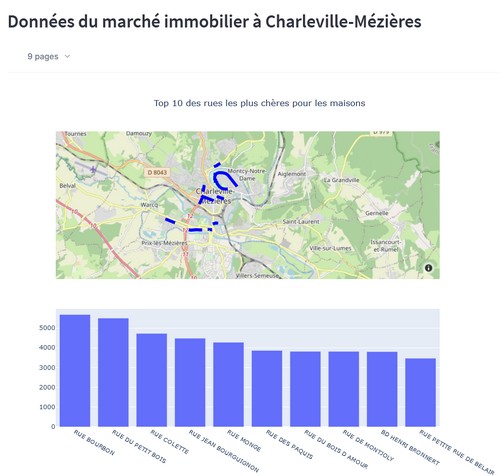 Données du marché immobilier à Charleville-Mézières
9 pages
Top 10 des rues les plus chères pour les maisons
Tournes
Damouzy
D 979
D 8043
Montcy-Notre-
Dame
Aiglemont
La Grandville
Belval
Charleville-
Mézières
Warcq
Gernelle
Saint-Laurent
Prix-lès-Mézières
Ville-sur-Lumes
Issancourt
-et-Rumel
Villers-Semeuse
5000
4000
3000
2000
1000
0
RUE BOURBON
RUE DU PETIT BOIS
RUE COLETTE
RUE JEAN BOURGUIGNON
RUE MONGE
RUE DES PAQUIS
RUE DU BOIS D AMOUR
RUE DE MONTJOLY
BD HENRI BRONNERT
RUE PETITE RUE DE BELAIR